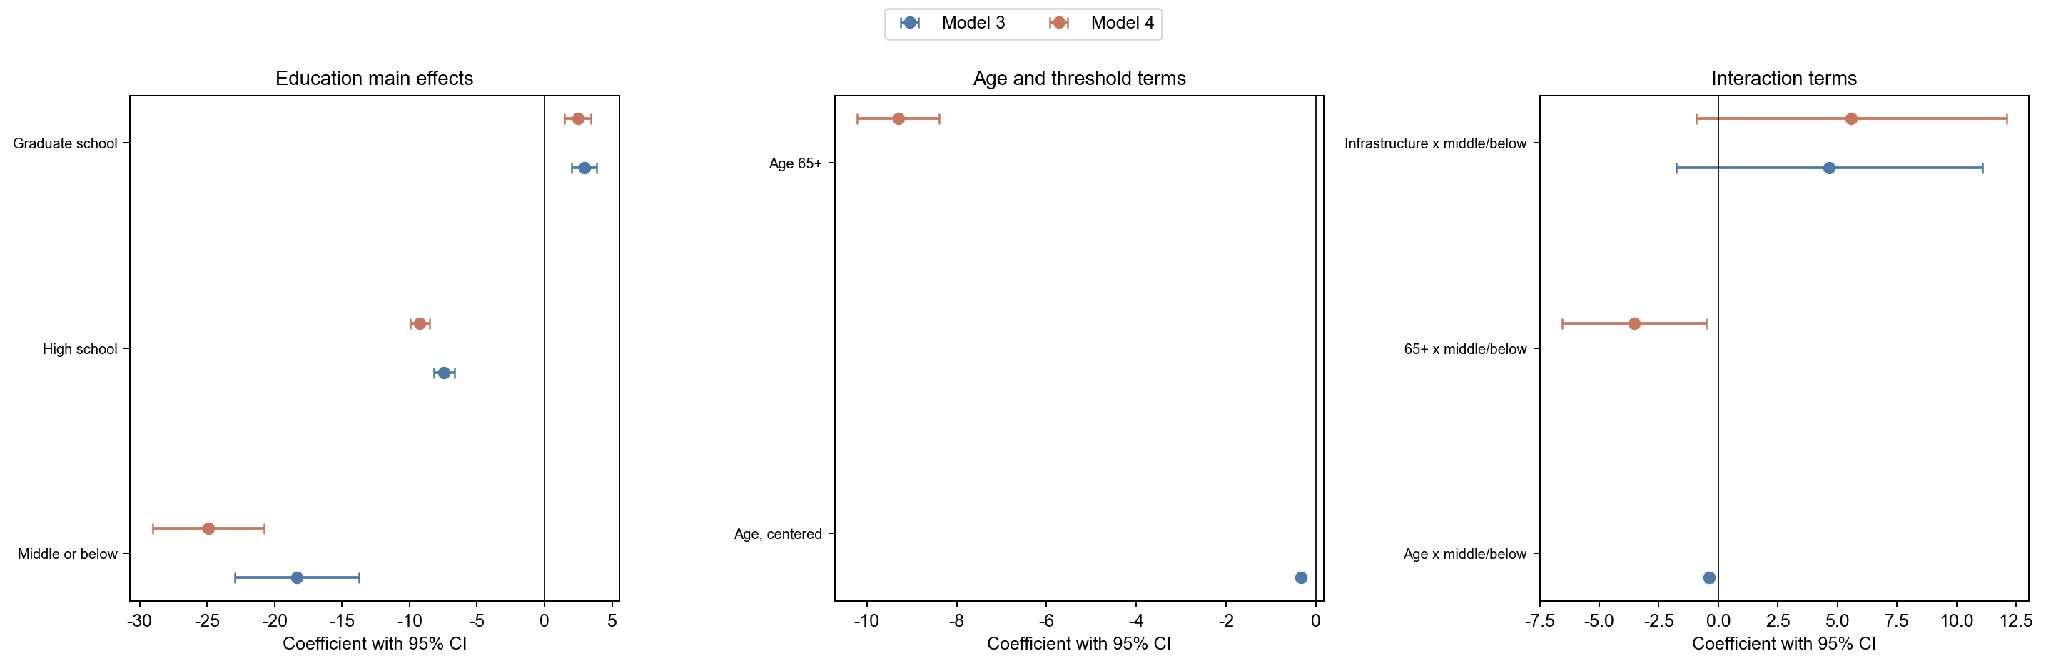 Model 3 Model 4
Education main effects
Graduate school
High school
Middle or below
-30 -25 -20 -15 -10 -5 0 5
Coefficient with 95% CI
Age and threshold terms
Age 65+
Age, centered
-10 -8 -6 -4 -2 0
Coefficient with 95% CI
Interaction terms
Infrastructure x middle/below
65+ x middle/below
Age x middle/below
-7.5 -5.0 -2.5 0.0 2.5 5.0 7.5 10.0 12.5
Coefficient with 95% CI